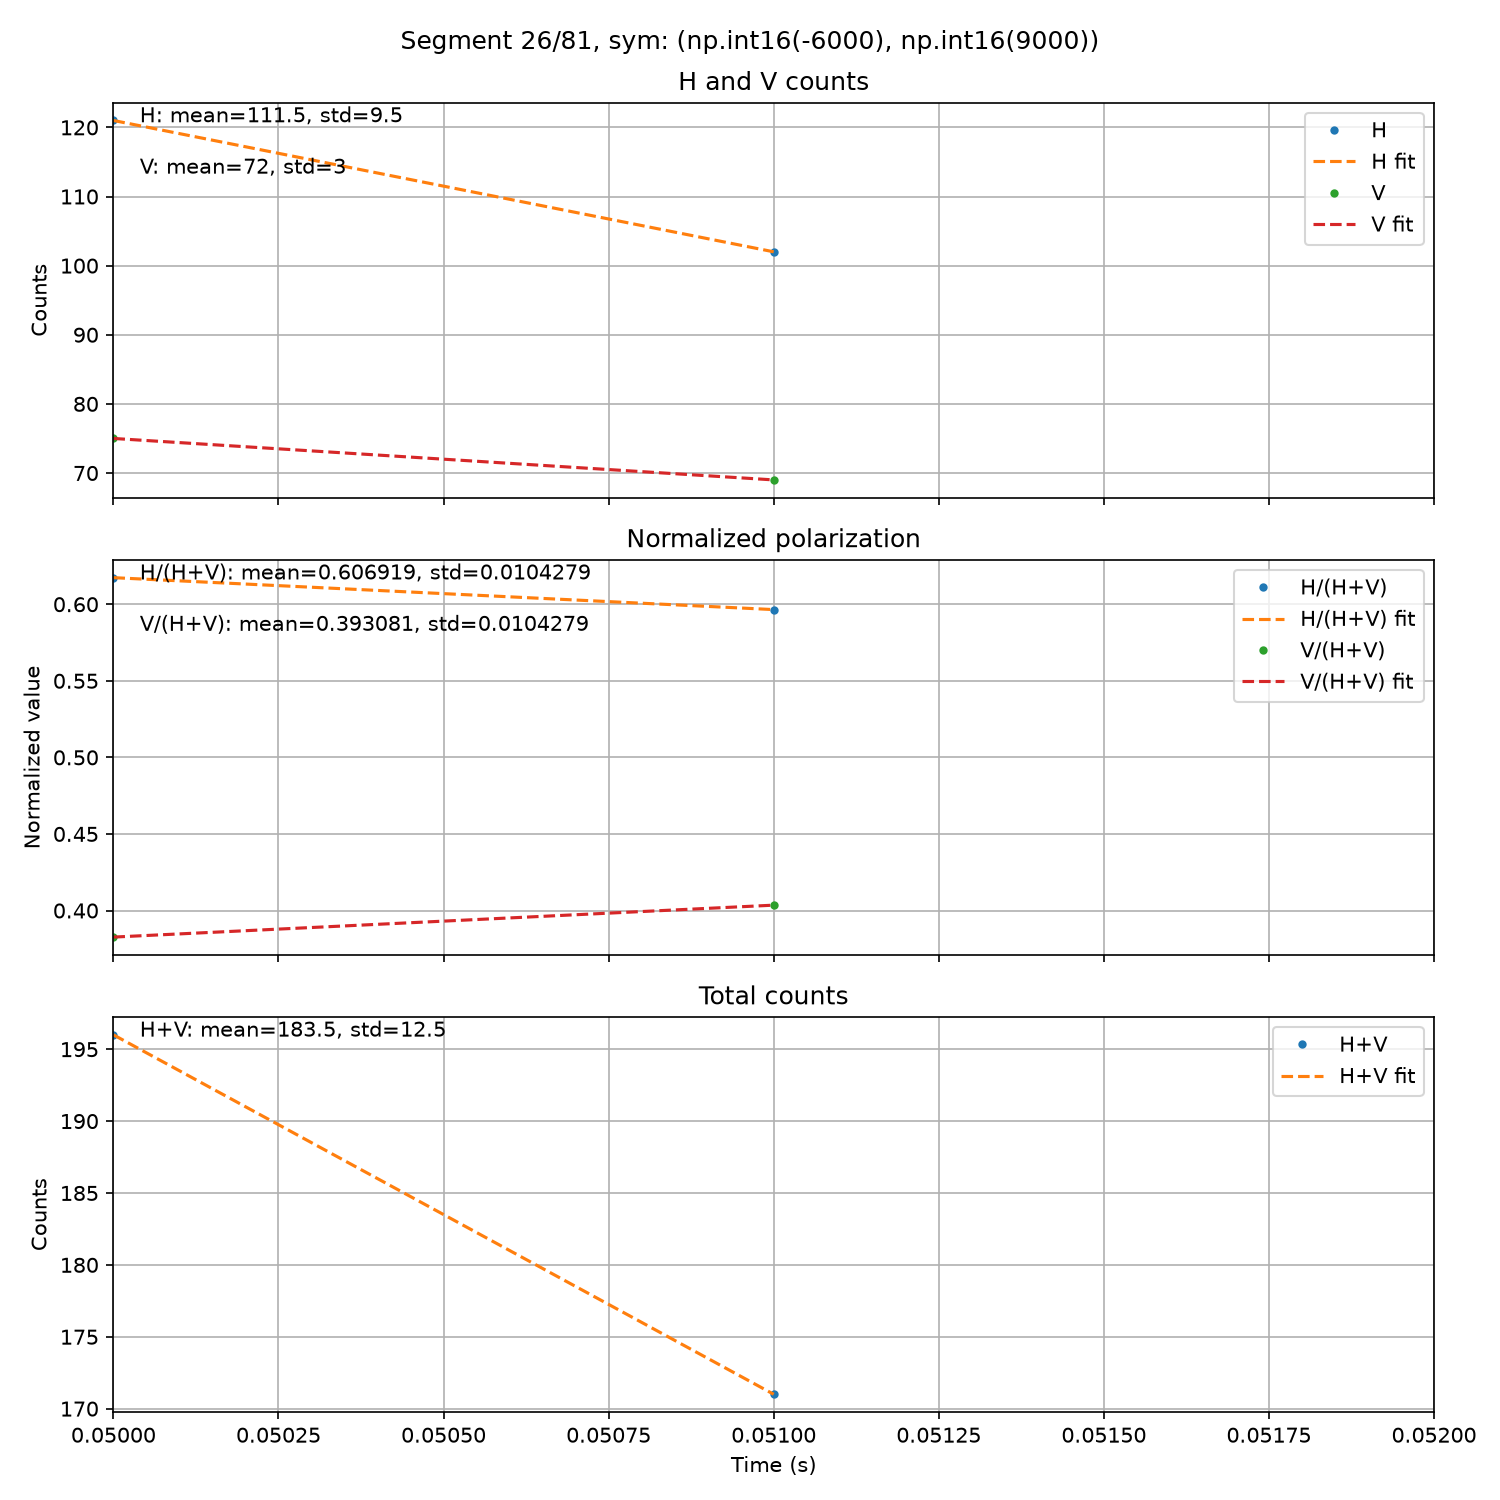 Segment 26/81, sym: (np.int16(-6000), np.int16(9000))
H and V counts
H: mean=111.5, std=9.5
V: mean=72, std=3
H
H fit
V
V fit
120
110
100
90
80
70
Counts
Normalized polarization
H/(H+V): mean=0.606919, std=0.0104279
V/(H+V): mean=0.393081, std=0.0104279
H/(H+V)
H/(H+V) fit
V/(H+V)
V/(H+V) fit
0.60
0.55
0.50
0.45
0.40
Normalized value
Total counts
H+V: mean=183.5, std=12.5
H+V
H+V fit
195
190
185
180
175
170
Counts
0.05000 0.05025 0.05050 0.05075 0.05100 0.05125 0.05150 0.05175 0.05200
Time (s)